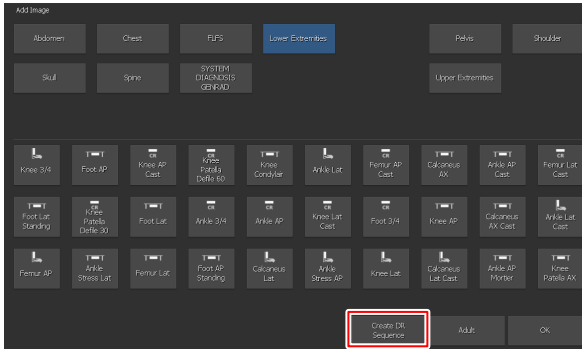 Add Image
Abdomen
Chest
FLFS
Lower Extremities
Pelvis
Shoulder
Skull
Spine
SYSTEM
DIAGNOSIS
GENRAD
Upper Extremities
Knee 3/4
Foot AP
CR
Knee AP
Cast
CR
Knee
Patella
Defile 60
Knee
Condylair
Ankle Lat
CR
Femur AP
Cast
Calcaneus
AX
Ankle AP
Cast
CR
Femur Lat
Cast
Foot Lat
Standing
CR
Knee
Patella
Defile 30
Foot Lat
CR
Ankle 3/4
CR
Ankle AP
CR
Knee Lat
Cast
CR
Foot 3/4
CR
Knee AP
Calcaneus
AX Cast
Ankle Lat
Cast
Femur AP
Ankle
Stress Lat
Femur Lat
Foot AP
Standing
Calcaneus
Lat
Ankle
Stress AP
Knee Lat
Calcaneus
Lat Cast
Ankle AP
Mortier
Knee
Patella AX
Create DR
Sequence
Adult
OK